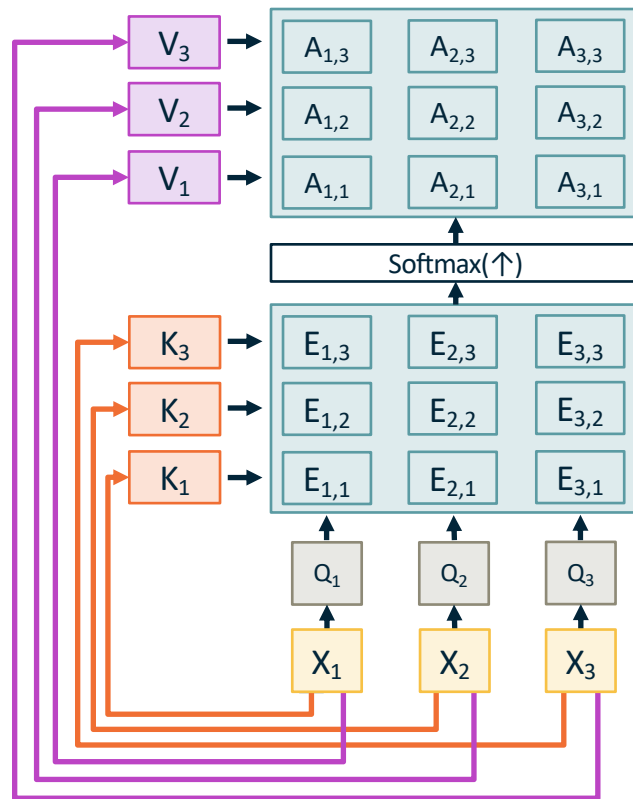 V₃ A₁,₃ A₂,₃ A₃,₃
V₂ A₁,₂ A₂,₂ A₃,₂
V₁ A₁,₁ A₂,₁ A₃,₁
Softmax(↑)
K₃ E₁,₃ E₂,₃ E₃,₃
K₂ E₁,₂ E₂,₂ E₃,₂
K₁ E₁,₁ E₂,₁ E₃,₁
Q₁ Q₂ Q₃
X₁ X₂ X₃